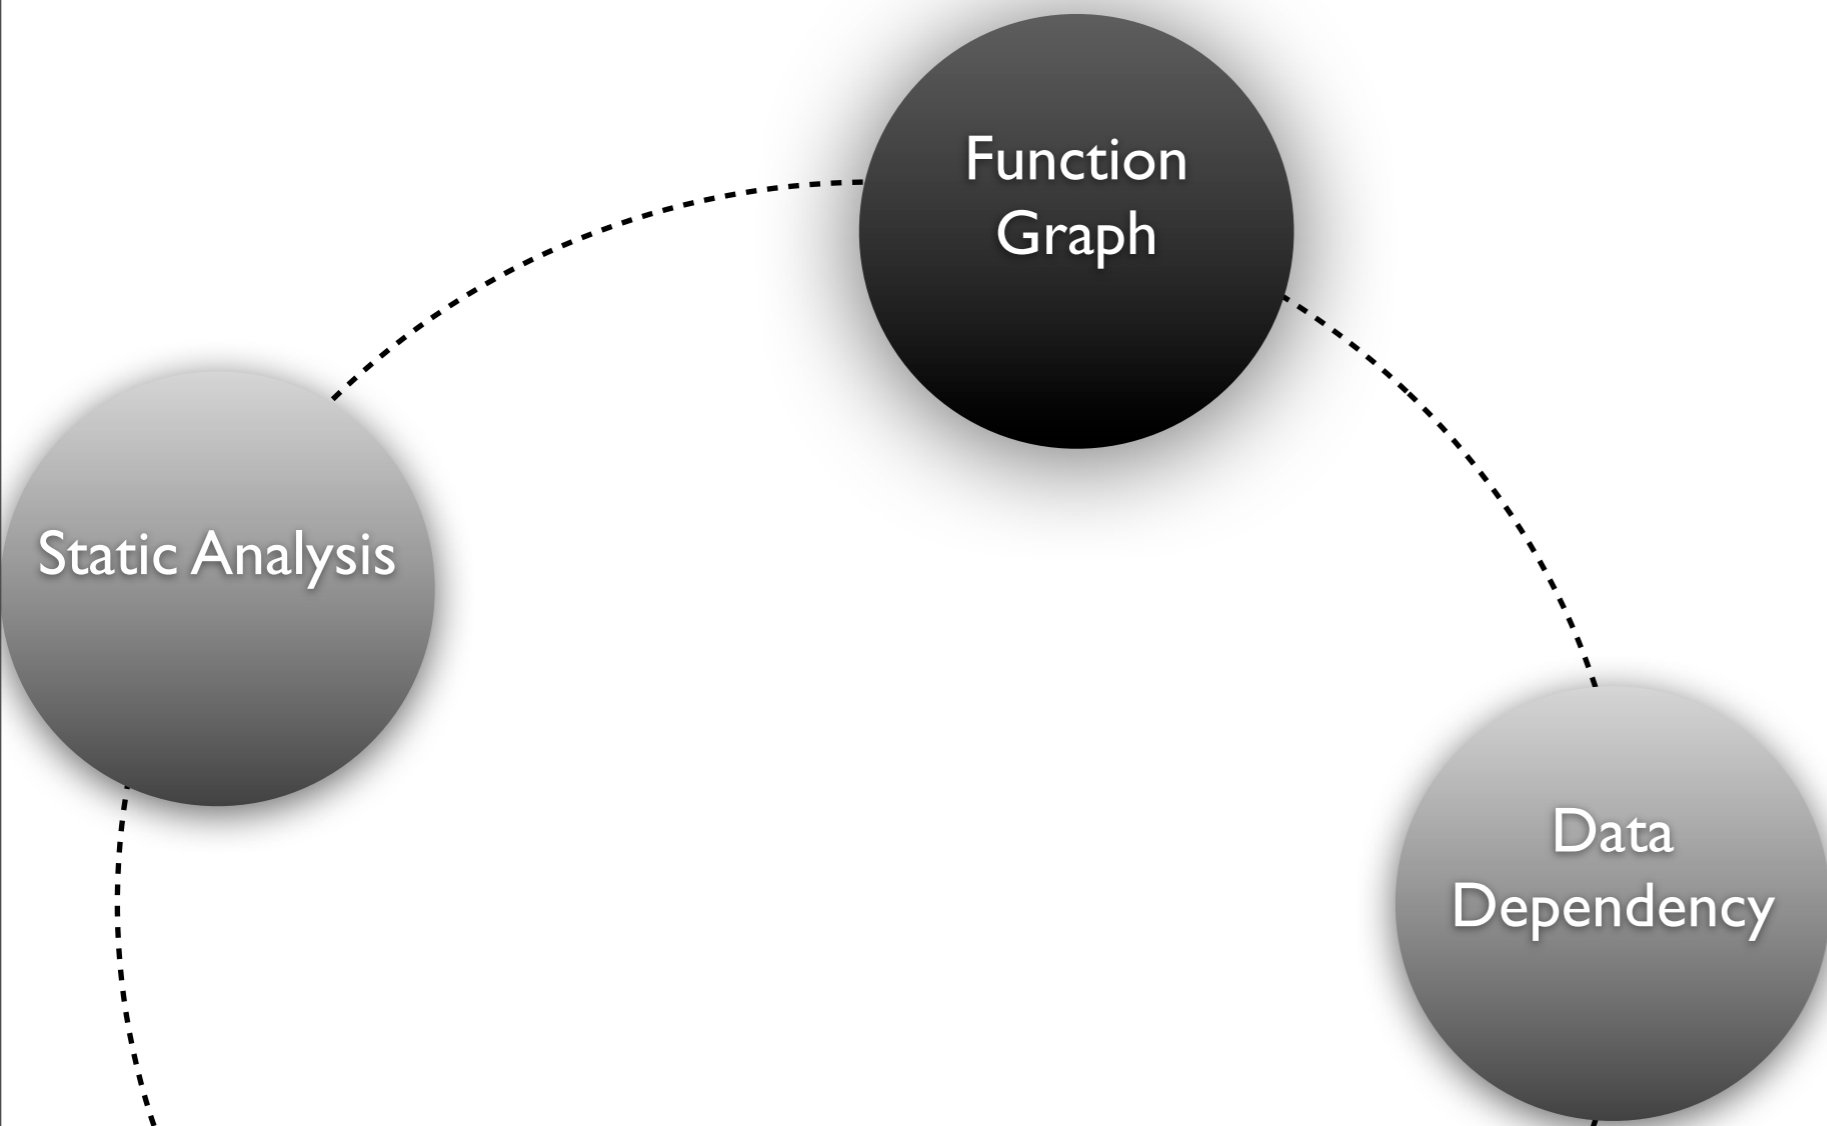 Function
Graph
Static Analysis
Data
Dependency